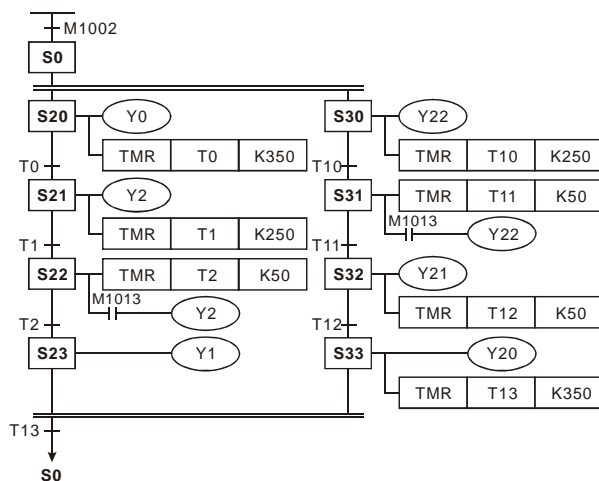 M1002
S0
S20 Y0 S30 Y22
TMR T0 K350 TMR T10 K250
T0 T10
S21 Y2 S31 TMR T11 K50
M1013 Y22
TMR T1 K250
T1 T11
S22 TMR T2 K50 S32 Y21
M1013 Y2 TMR T12 K50
T2 T12
S23 Y1 S33 Y20
TMR T13 K350
T13
S0